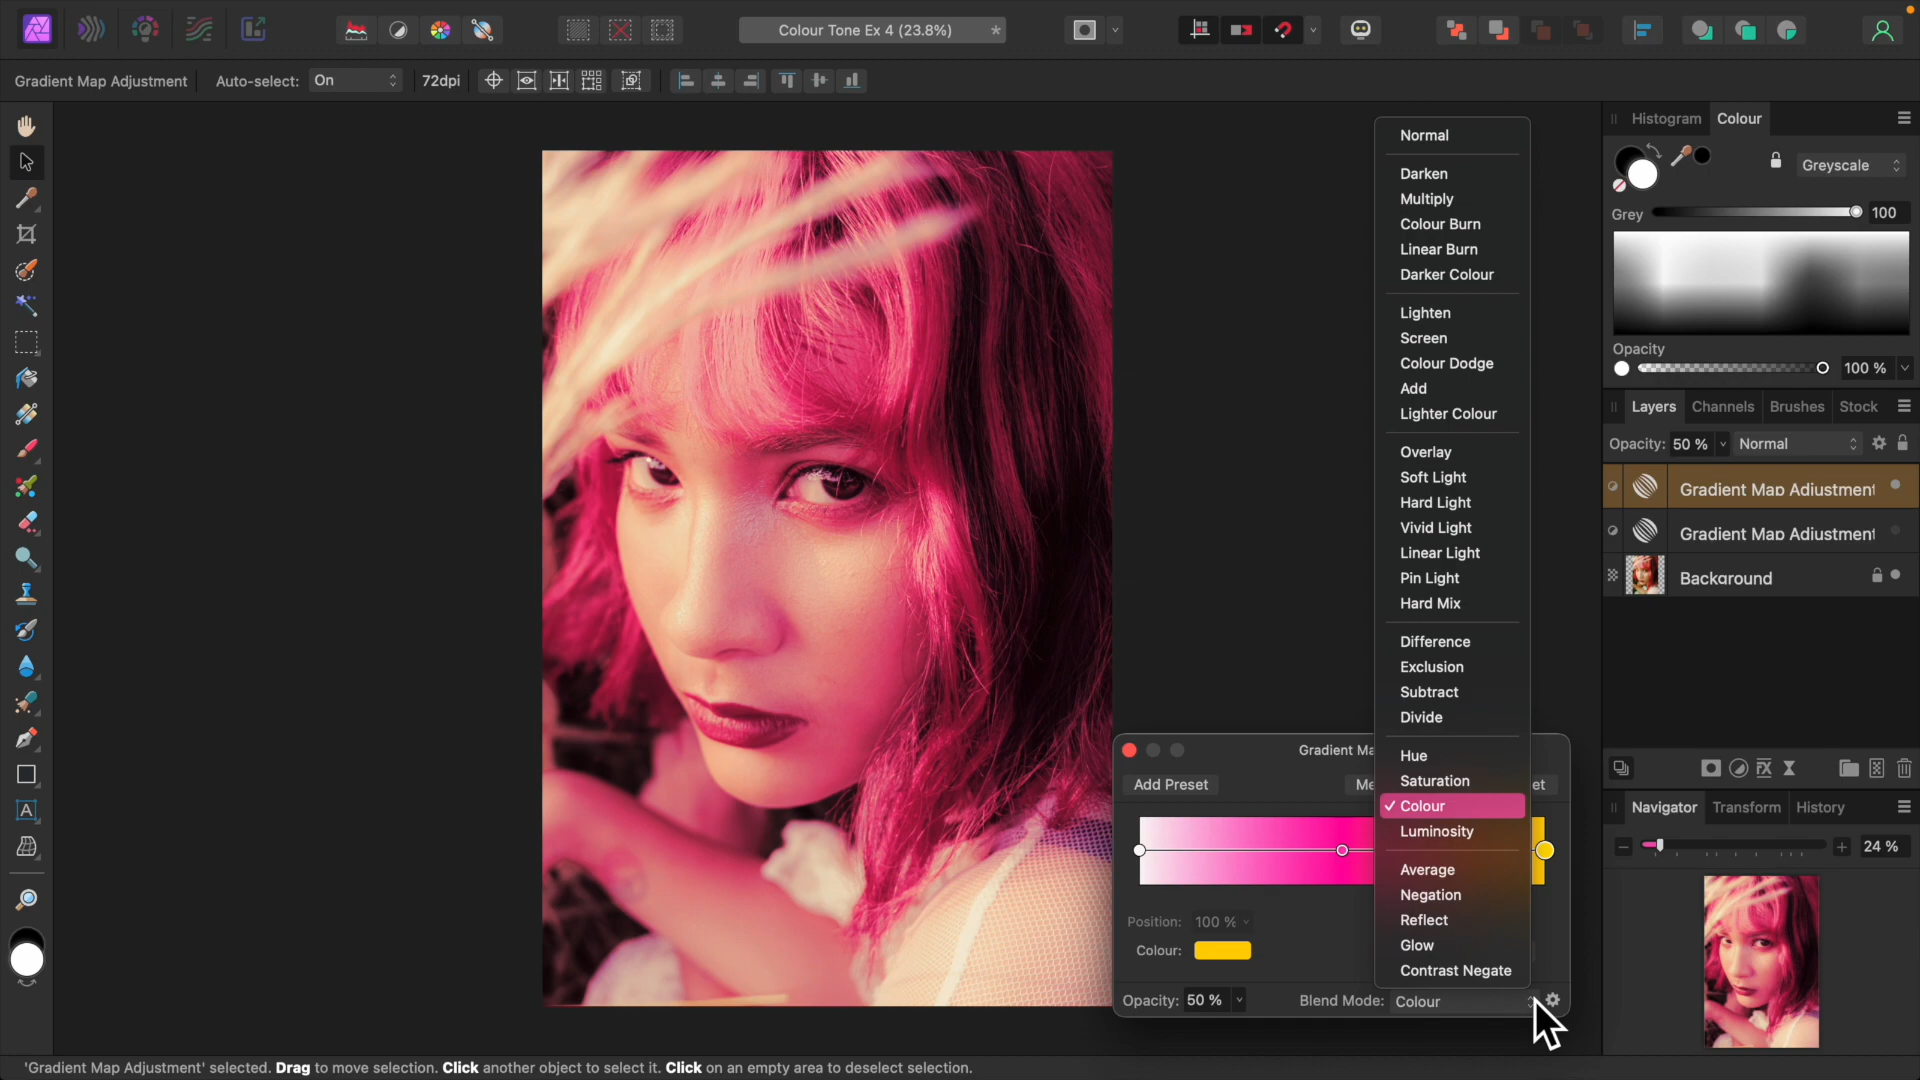 Colour Tone Ex 4 (23.8%) *
Gradient Map Adjustment
Auto-select: On
72dpi
Histogram Colour
Greyscale
Grey 100
Opacity
100 %
Layers Channels Brushes Stock
Opacity: 50 % Normal
Gradient Map Adjustment
Gradient Map Adjustment
Background
Navigator Transform History
24 %
Normal
Darken
Multiply
Colour Burn
Linear Burn
Darker Colour
Lighten
Screen
Colour Dodge
Add
Lighter Colour
Overlay
Soft Light
Hard Light
Vivid Light
Linear Light
Pin Light
Hard Mix
Difference
Exclusion
Subtract
Divide
Hue
Saturation
✓ Colour
Luminosity
Average
Negation
Reflect
Glow
Contrast Negate
Gradient Ma
Add Preset Me et
Position: 100 %
Colour:
Opacity: 50 % Blend Mode: Colour
'Gradient Map Adjustment' selected. Drag to move selection. Click another object to select it. Click on an empty area to deselect selection.